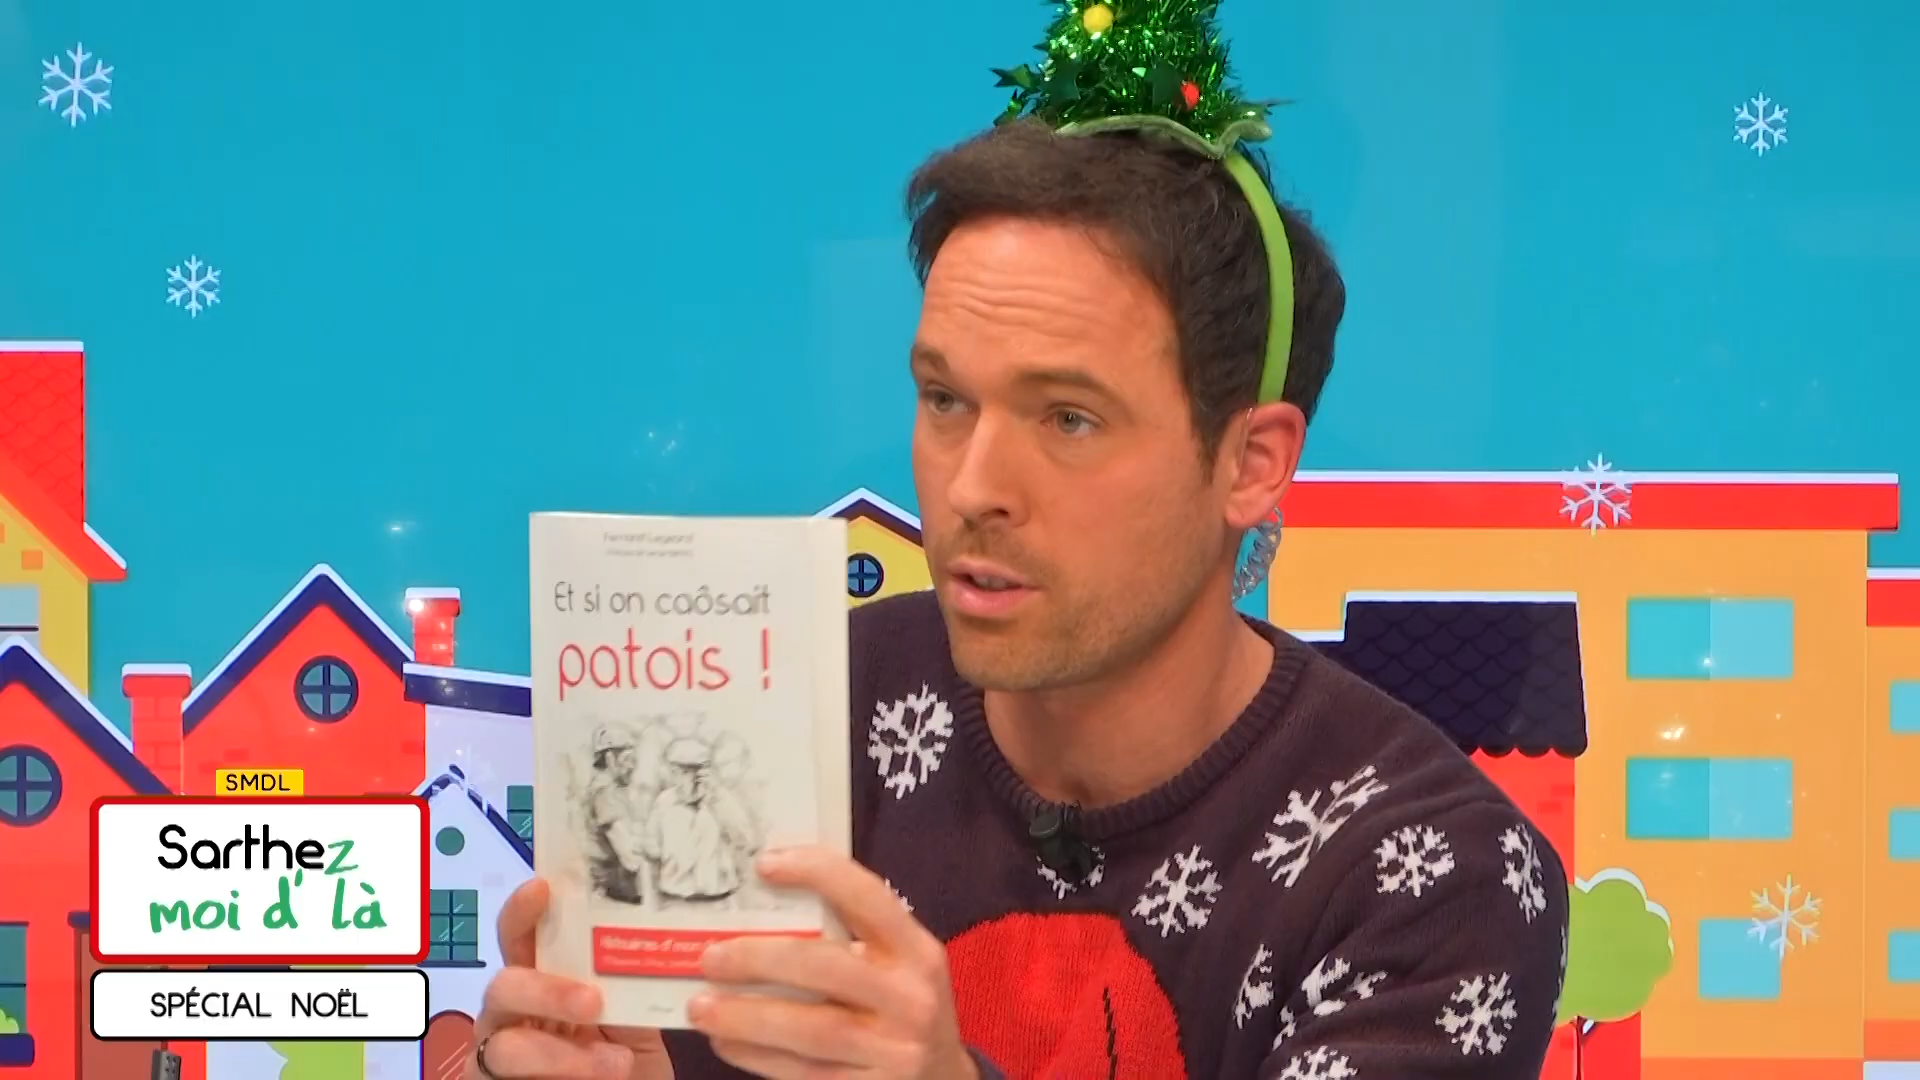 Et si on caôsait
patois !
SMDL
Sarthez
moi d' là
SPÉCIAL NOËL